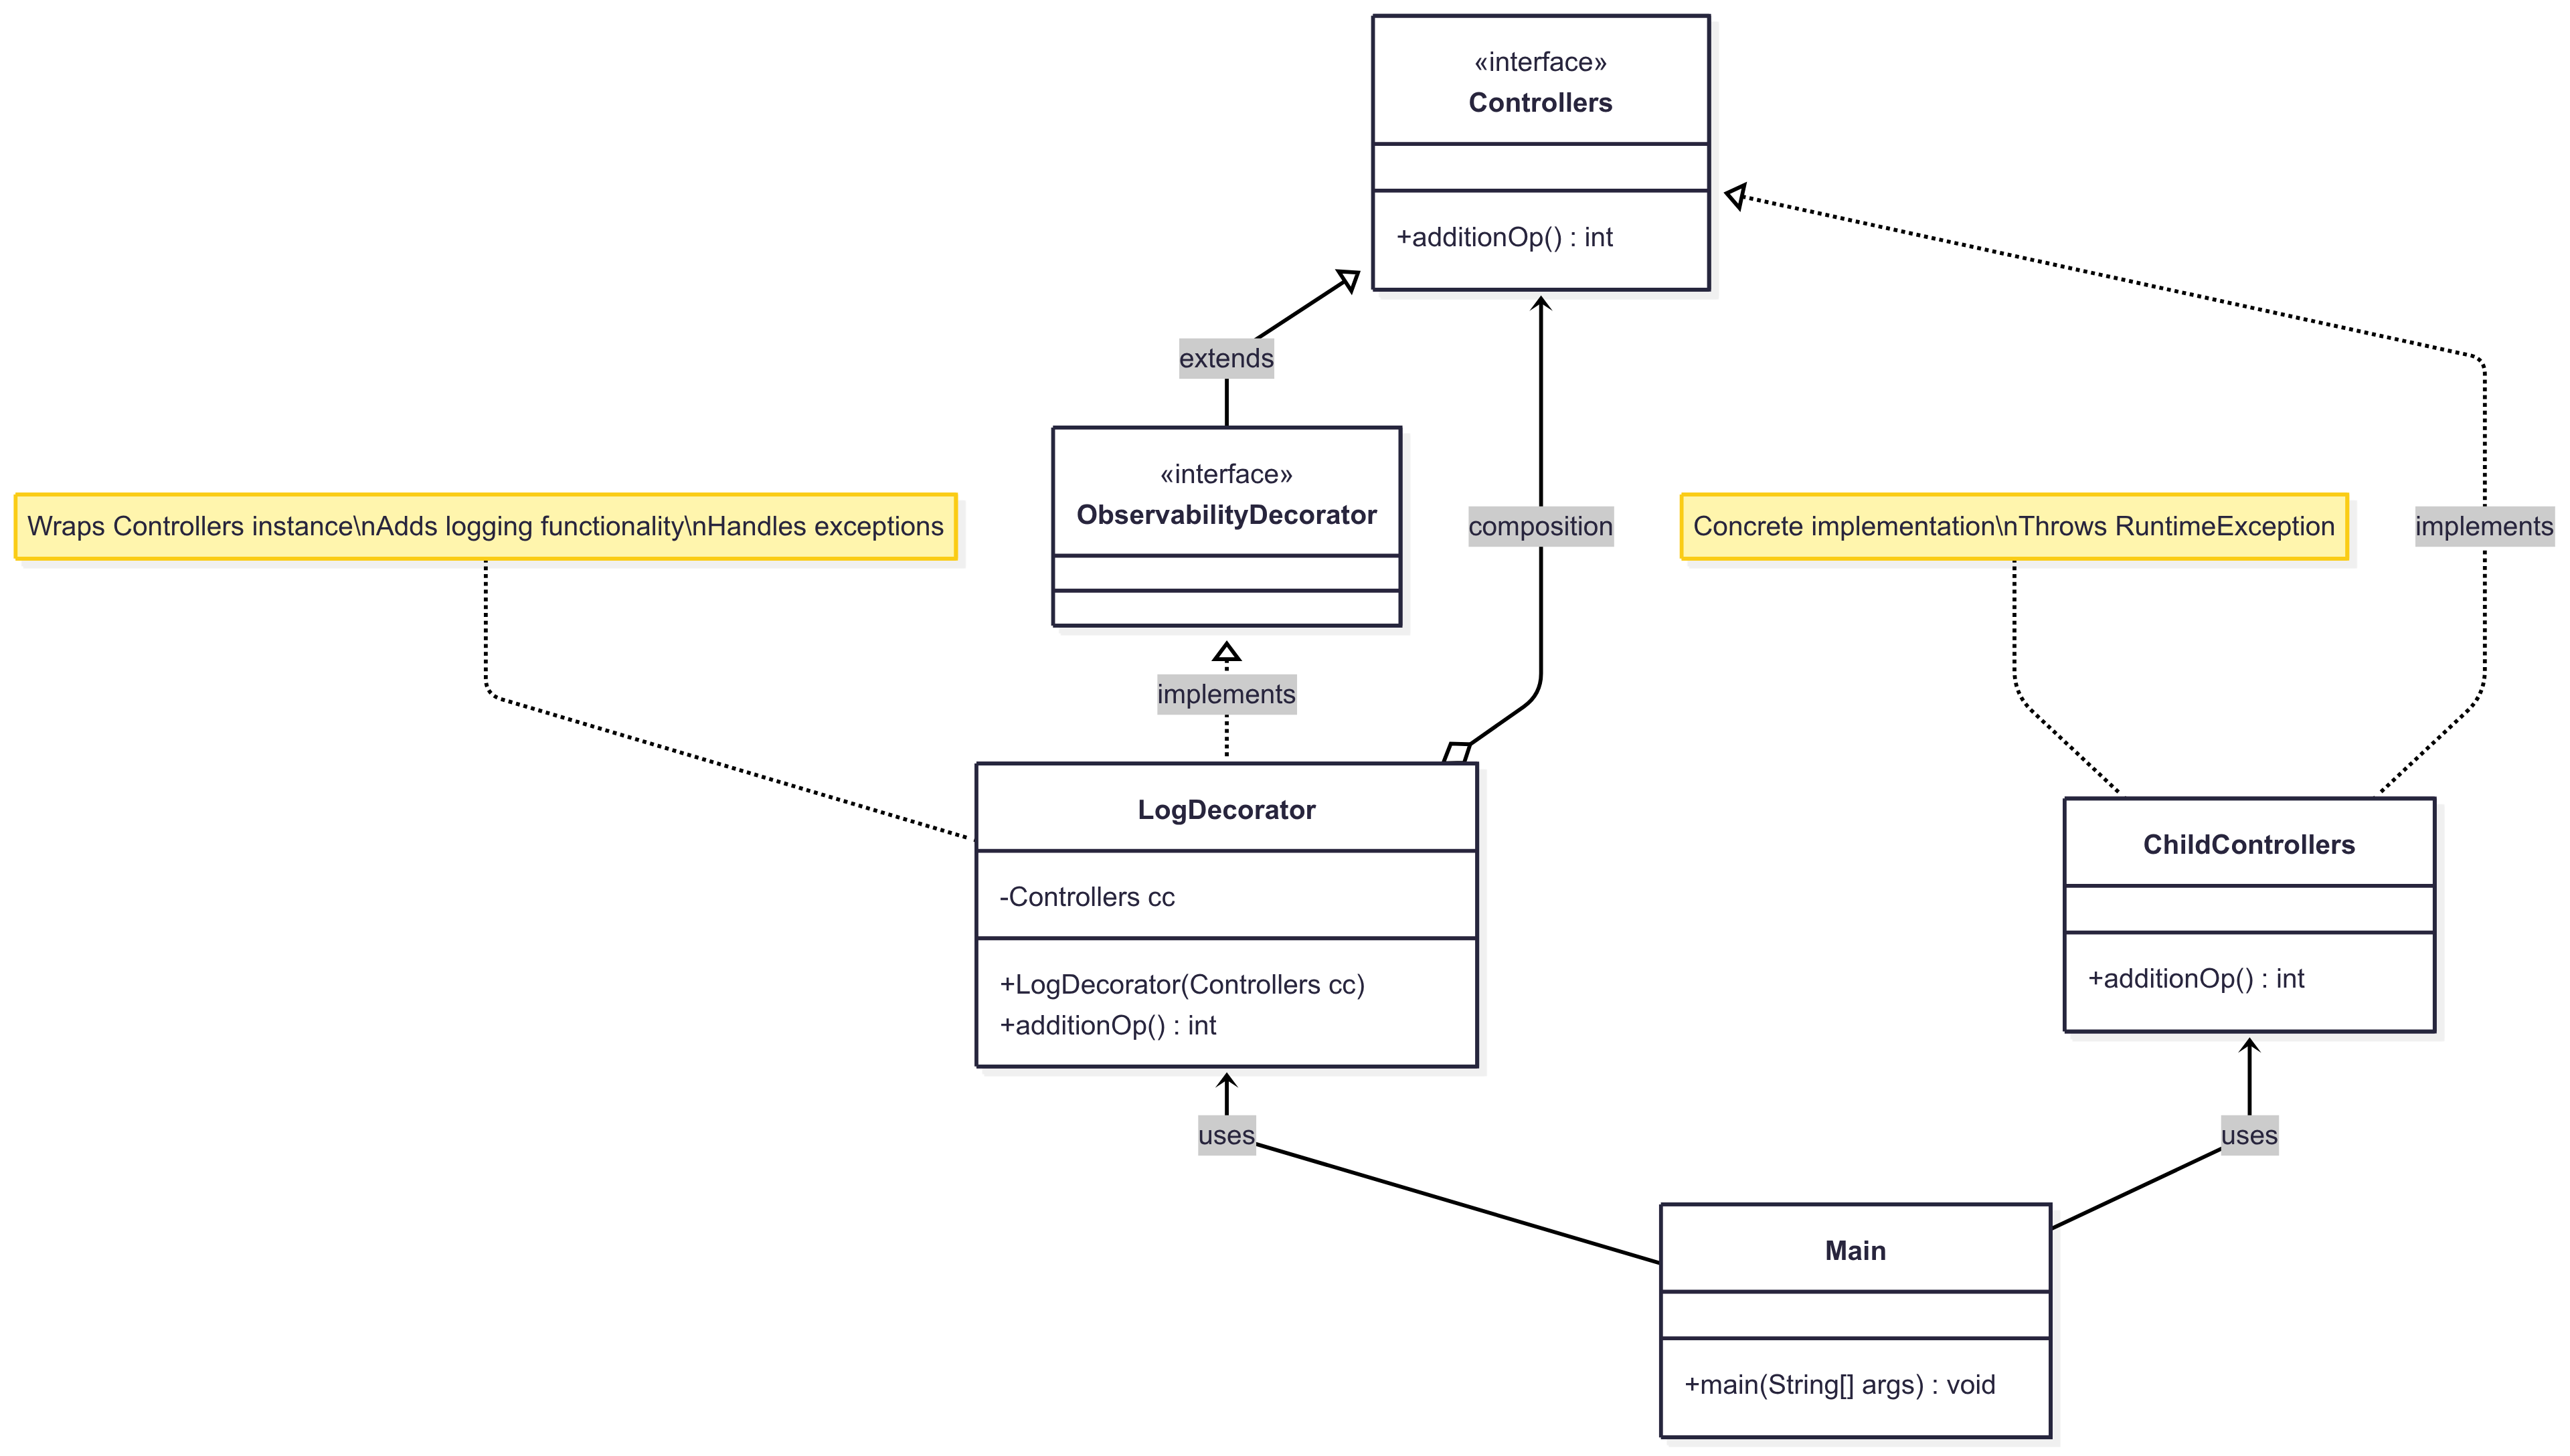 «interface»
Controllers
+additionOp() : int
extends
«interface»
ObservabilityDecorator
Wraps Controllers instance\nAdds logging functionality\nHandles exceptions
composition
Concrete implementation\nThrows RuntimeException
implements
implements
LogDecorator
-Controllers cc
+LogDecorator(Controllers cc)
+additionOp() : int
ChildControllers
+additionOp() : int
uses
uses
Main
+main(String[] args) : void